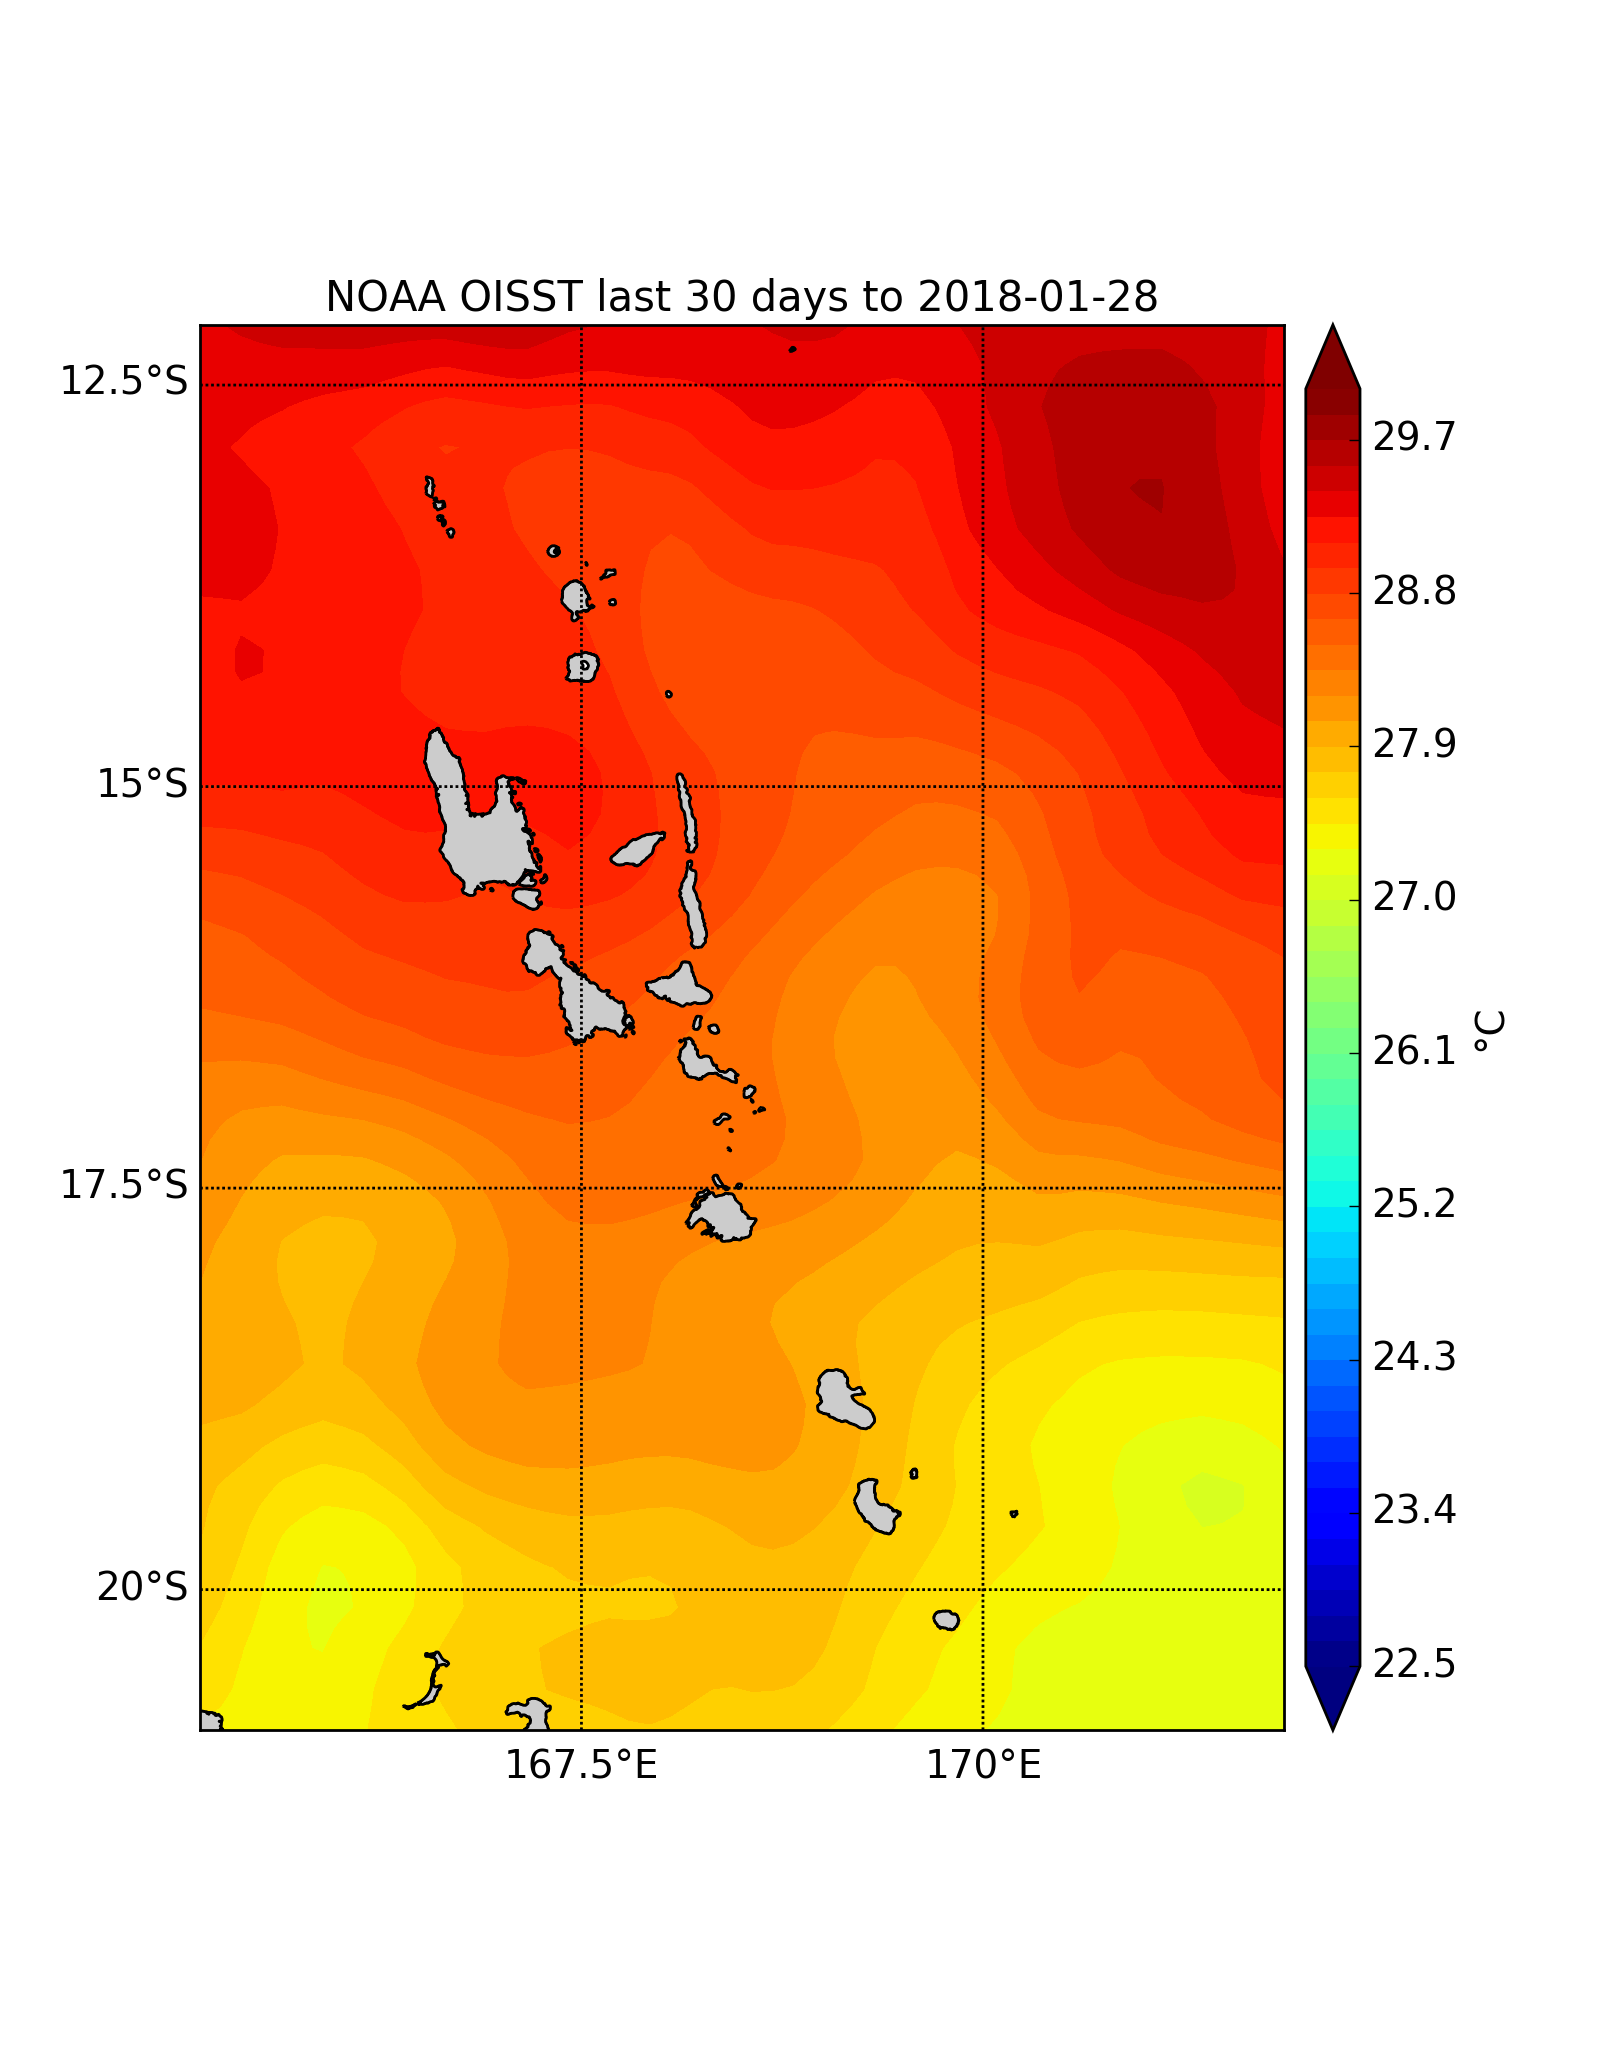 NOAA OISST last 30 days to 2018-01-28
12.5°S
15°S
17.5°S
20°S
167.5°E
170°E
29.7
28.8
27.9
27.0
26.1
25.2
24.3
23.4
22.5
°C